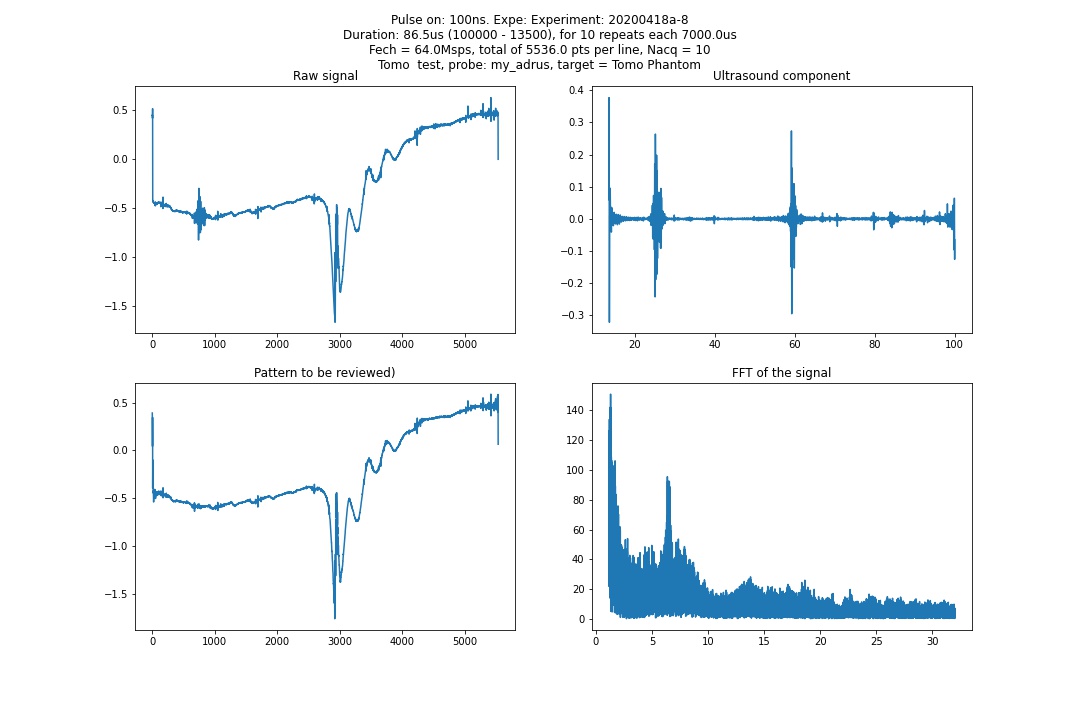 Pulse on: 100ns. Expe: Experiment: 20200418a-8
Duration: 86.5us (100000 - 13500), for 10 repeats each 7000.0us
Fech = 64.0Msps, total of 5536.0 pts per line, Nacq = 10
Tomo  test, probe: my_adrus, target = Tomo Phantom
Raw signal
0.5
0.0
−0.5
−1.0
−1.5
0 1000 2000 3000 4000 5000
Ultrasound component
0.4
0.3
0.2
0.1
0.0
−0.1
−0.2
−0.3
20 40 60 80 100
Pattern to be reviewed)
0.5
0.0
−0.5
−1.0
−1.5
0 1000 2000 3000 4000 5000
FFT of the signal
140
120
100
80
60
40
20
0
0 5 10 15 20 25 30